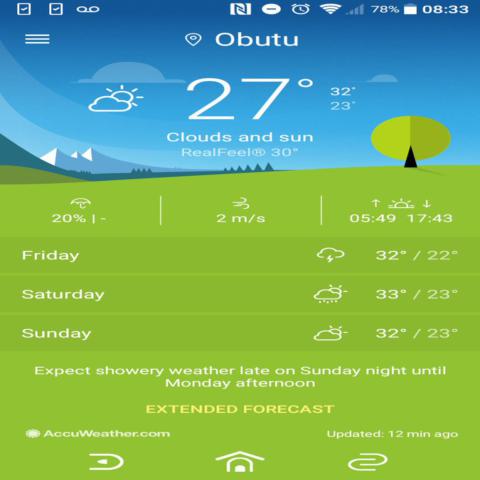 78% 08:33
Obutu
27° 32° 23°
Clouds and sun
RealFeel® 30°
20% | - 2 m/s 05:49 17:43
Friday 32° / 22°
Saturday 33° / 23°
Sunday 32° / 23°
Expect showery weather late on Sunday night until
Monday afternoon
EXTENDED FORECAST
AccuWeather.com Updated: 12 min ago